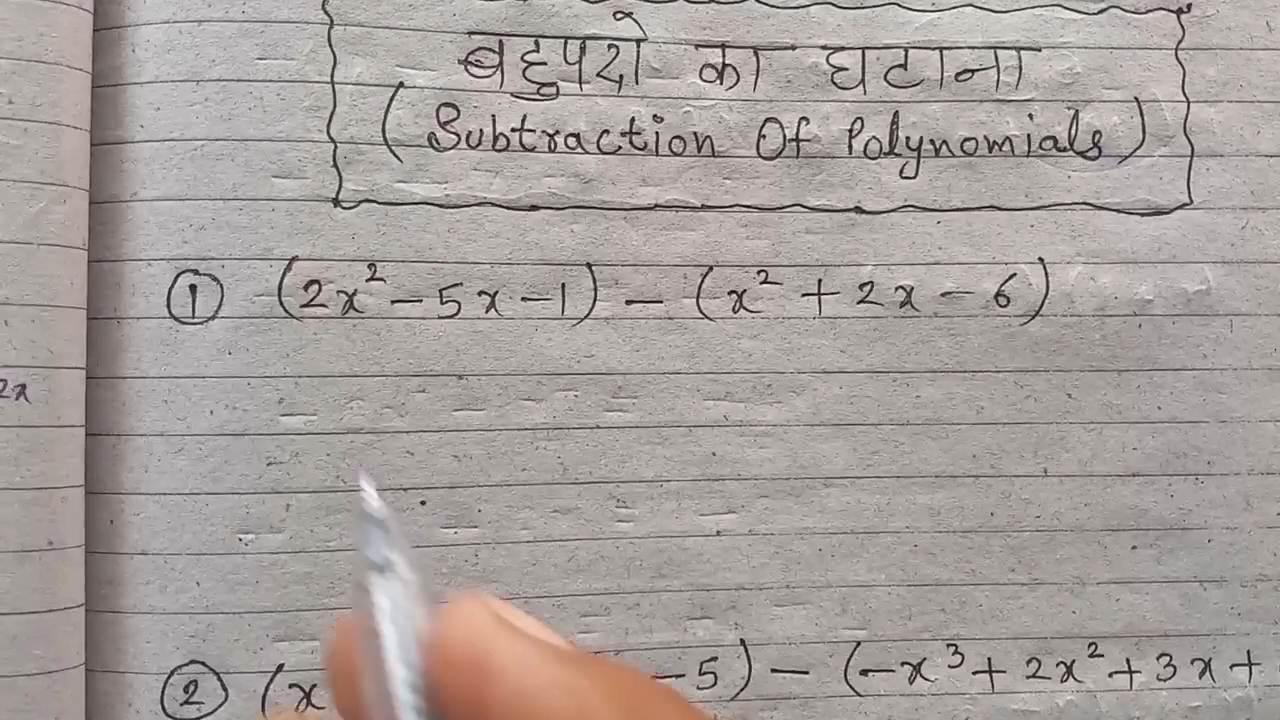 बहुपदो का घटाना
(Subtraction Of Polynomials)
① (2x² - 5x - 1) - (x² + 2x - 6)
2x
② (x - 5) - (-x³ + 2x² + 3x +